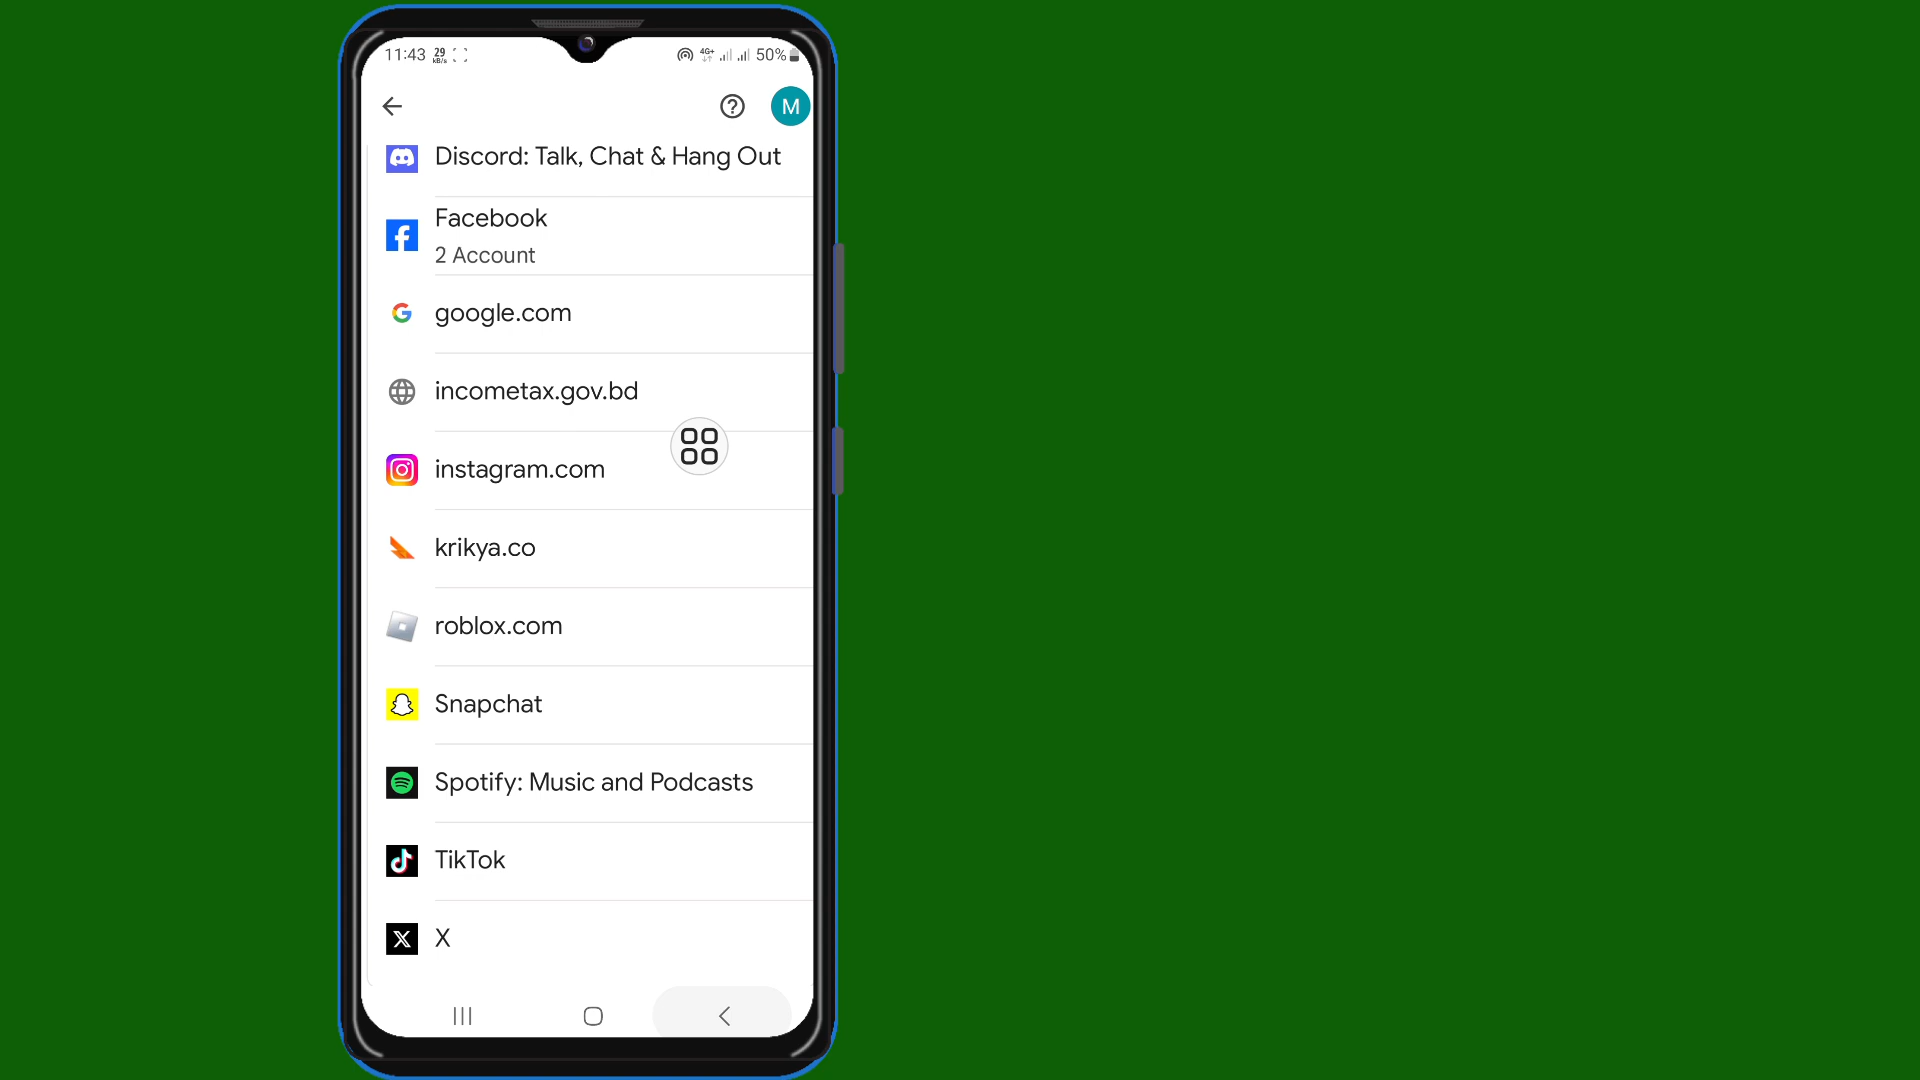 11:43 29 kB/s 4G+ 50%
M
Discord: Talk, Chat & Hang Out
Facebook
2 Account
google.com
incometax.gov.bd
instagram.com
krikya.co
roblox.com
Snapchat
Spotify: Music and Podcasts
TikTok
X